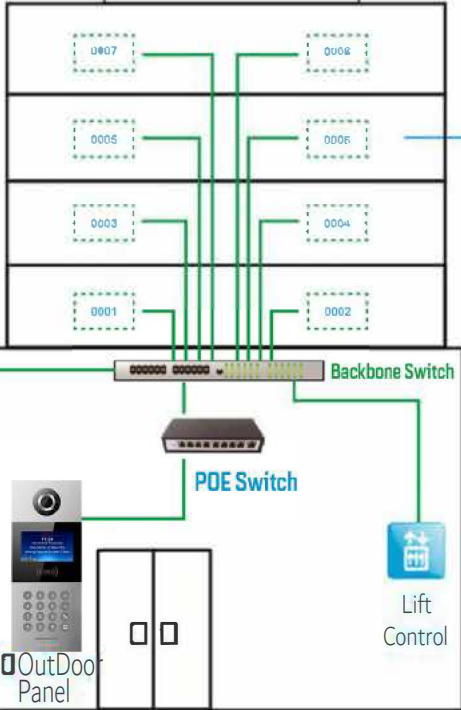 0007
0008
0005
0006
0003
0004
0001
0002
Backbone Switch
POE Switch
Lift
Control
OutDoor
Panel